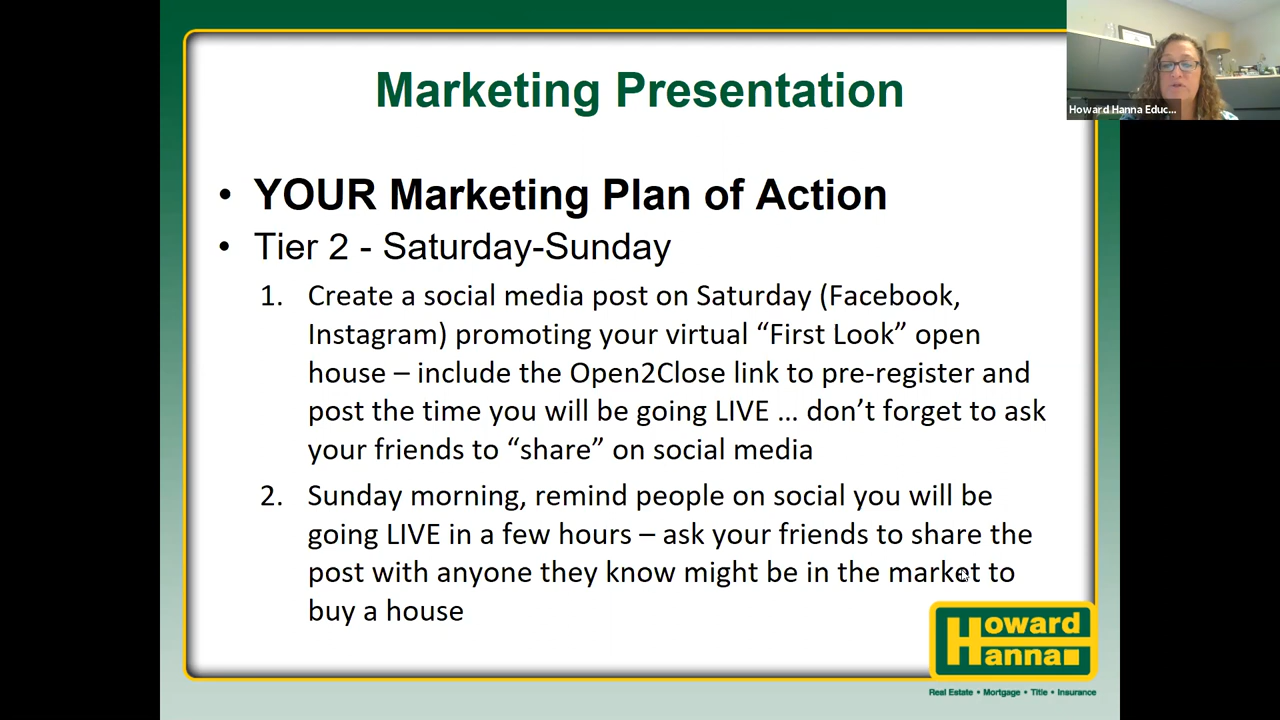 Marketing Presentation
Howard Hanna Educ...
• YOUR Marketing Plan of Action
• Tier 2 - Saturday-Sunday
1. Create a social media post on Saturday (Facebook,
Instagram) promoting your virtual “First Look” open
house – include the Open2Close link to pre-register and
post the time you will be going LIVE … don’t forget to ask
your friends to “share” on social media
2. Sunday morning, remind people on social you will be
going LIVE in a few hours – ask your friends to share the
post with anyone they know might be in the market to
buy a house
Howard
Hanna
Real Estate • Mortgage • Title • Insurance